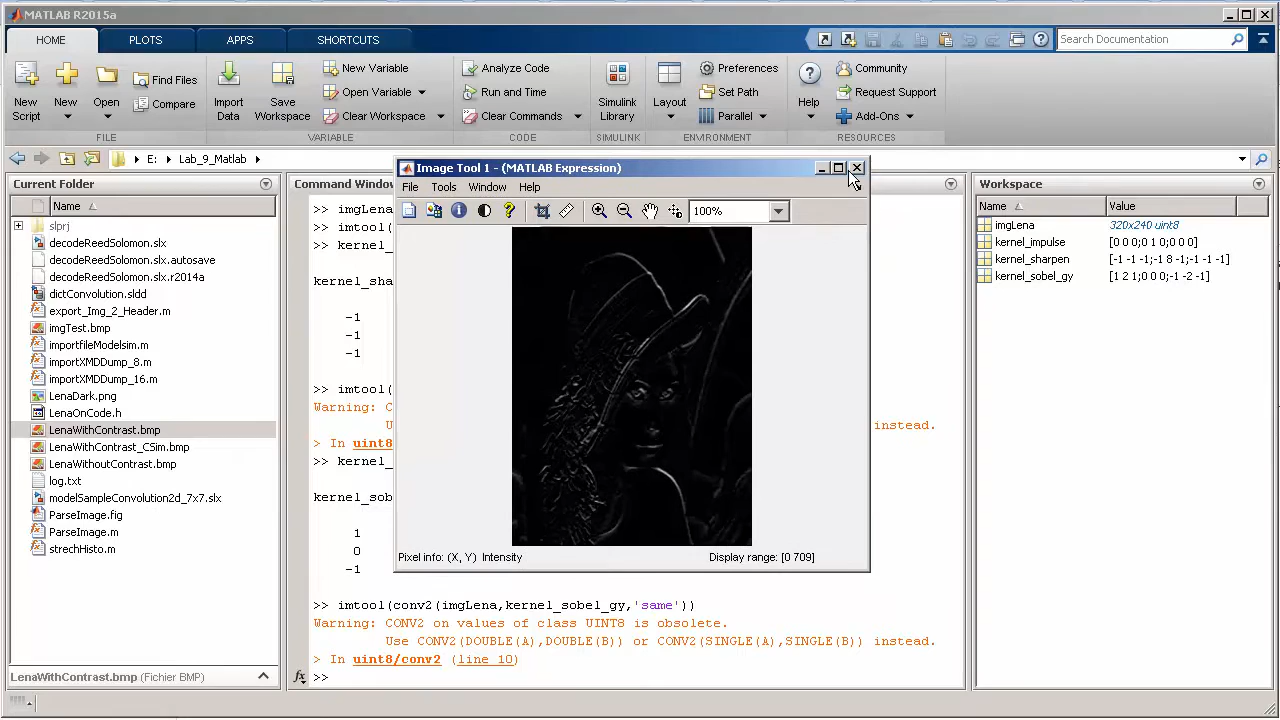 MATLAB R2015a
HOME
PLOTS
APPS
SHORTCUTS
Search Documentation
New Script
New
Open
Find Files
Compare
Import Data
Save Workspace
New Variable
Open Variable
Clear Workspace
Analyze Code
Run and Time
Clear Commands
Simulink Library
Layout
Preferences
Set Path
Parallel
Help
Community
Request Support
Add-Ons
FILE
VARIABLE
CODE
SIMULINK
ENVIRONMENT
RESOURCES
E:
Lab_9_Matlab
Current Folder
Name
slprj
decodeReedSolomon.slx
decodeReedSolomon.slx.autosave
decodeReedSolomon.slx.r2014a
dictConvolution.sldd
export_Img_2_Header.m
imgTest.bmp
importfileModelsim.m
importXMDDump_8.m
importXMDDump_16.m
LenaDark.png
LenaOnCode.h
LenaWithContrast.bmp
LenaWithContrast_CSim.bmp
LenaWithoutContrast.bmp
log.txt
modelSampleConvolution2d_7x7.slx
ParseImage.fig
ParseImage.m
strechHisto.m
LenaWithContrast.bmp (Fichier BMP)
Command Window
>> imgLena
>> imtool(
>> kernel_
kernel_sha
-1
-1
-1
>> imtool(
Warning: C
U
instead.
> In uint8
>> kernel_
kernel_sob
1
0
-1
>> imtool(conv2(imgLena,kernel_sobel_gy,'same'))
Warning: CONV2 on values of class UINT8 is obsolete.
Use CONV2(DOUBLE(A),DOUBLE(B)) or CONV2(SINGLE(A),SINGLE(B)) instead.
> In uint8/conv2 (line 10)
fx >>
Image Tool 1 - (MATLAB Expression)
File Tools Window Help
100%
Pixel info: (X, Y) Intensity
Display range: [0 709]
Workspace
Name
Value
imgLena 320x240 uint8
kernel_impulse [0 0 0;0 1 0;0 0 0]
kernel_sharpen [-1 -1 -1;-1 8 -1;-1 -1 -1]
kernel_sobel_gy [1 2 1;0 0 0;-1 -2 -1]